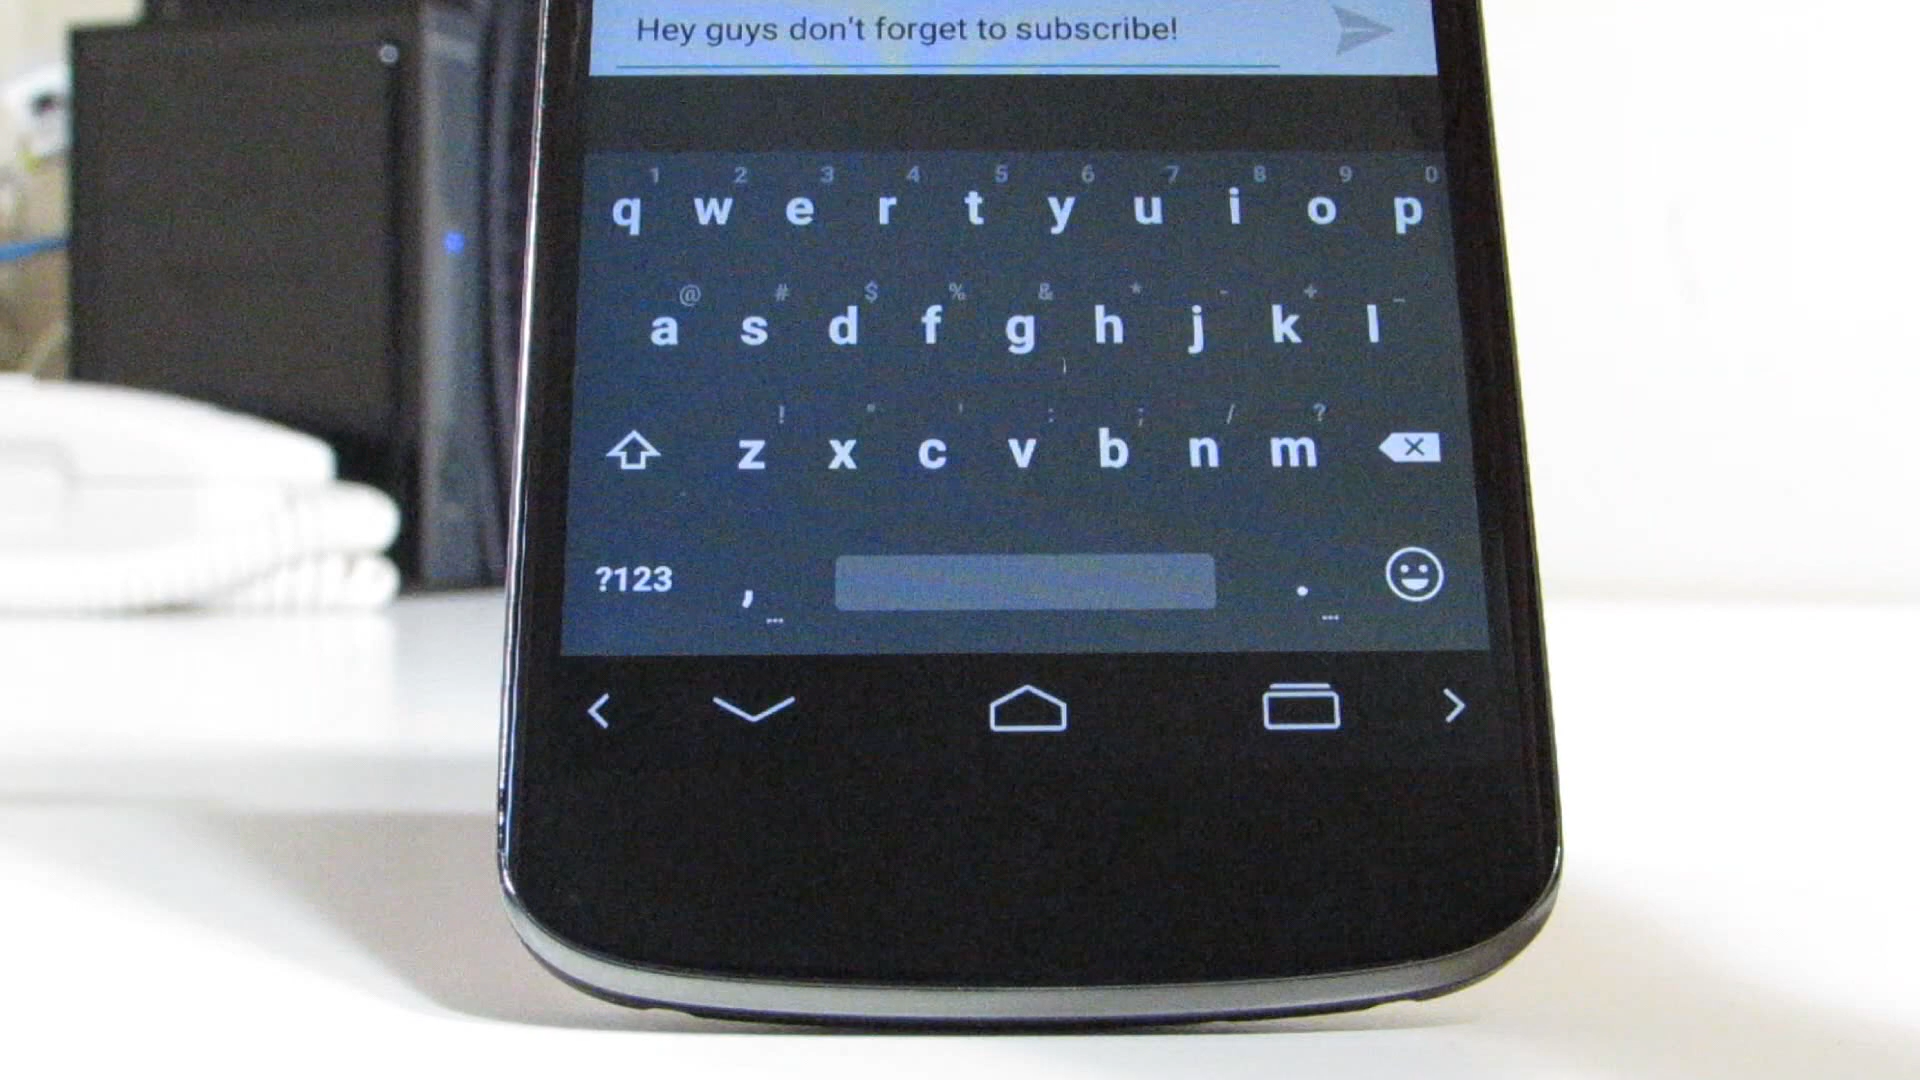 Hey guys don't forget to subscribe!
1 2 3 4 5 6 7 8 9 0
q w e r t y u i o p
@ # $ % & * - + _
a s d f g h j k l
! " ' : ; / ?
z x c v b n m
?123 , .